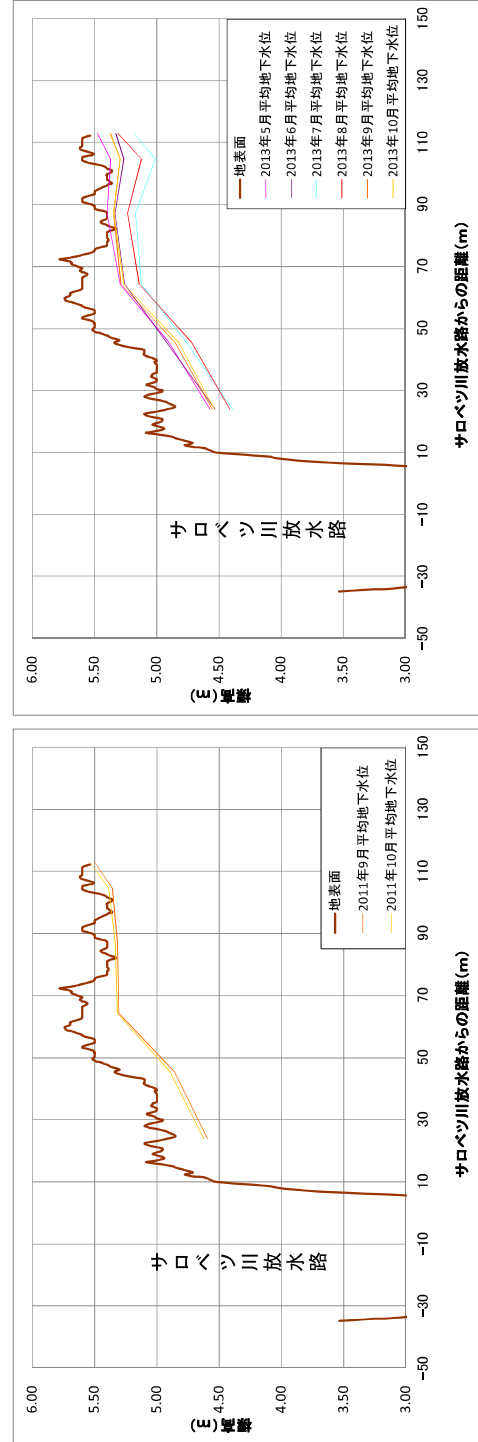 標高(m)
6.00
5.50
5.00
4.50
4.00
3.50
3.00
サロベツ川放水路
地表面
2011年9月平均地下水位
2011年10月平均地下水位
-50
-30
-10
10
30
50
70
90
110
130
150
サロベツ川放水路からの距離(m)
標高(m)
6.00
5.50
5.00
4.50
4.00
3.50
3.00
サロベツ川放水路
地表面
2013年5月平均地下水位
2013年6月平均地下水位
2013年7月平均地下水位
2013年8月平均地下水位
2013年9月平均地下水位
2013年10月平均地下水位
-50
-30
-10
10
30
50
70
90
110
130
150
サロベツ川放水路からの距離(m)